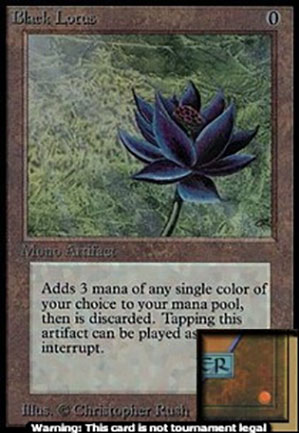 Black Lotus 0
Mono Artifact
Adds 3 mana of any single color of
your choice to your mana pool,
then is discarded. Tapping this
artifact can be played as
interrupt.
Illus. © Christopher Rush
ER
Warning: This card is not tournament legal